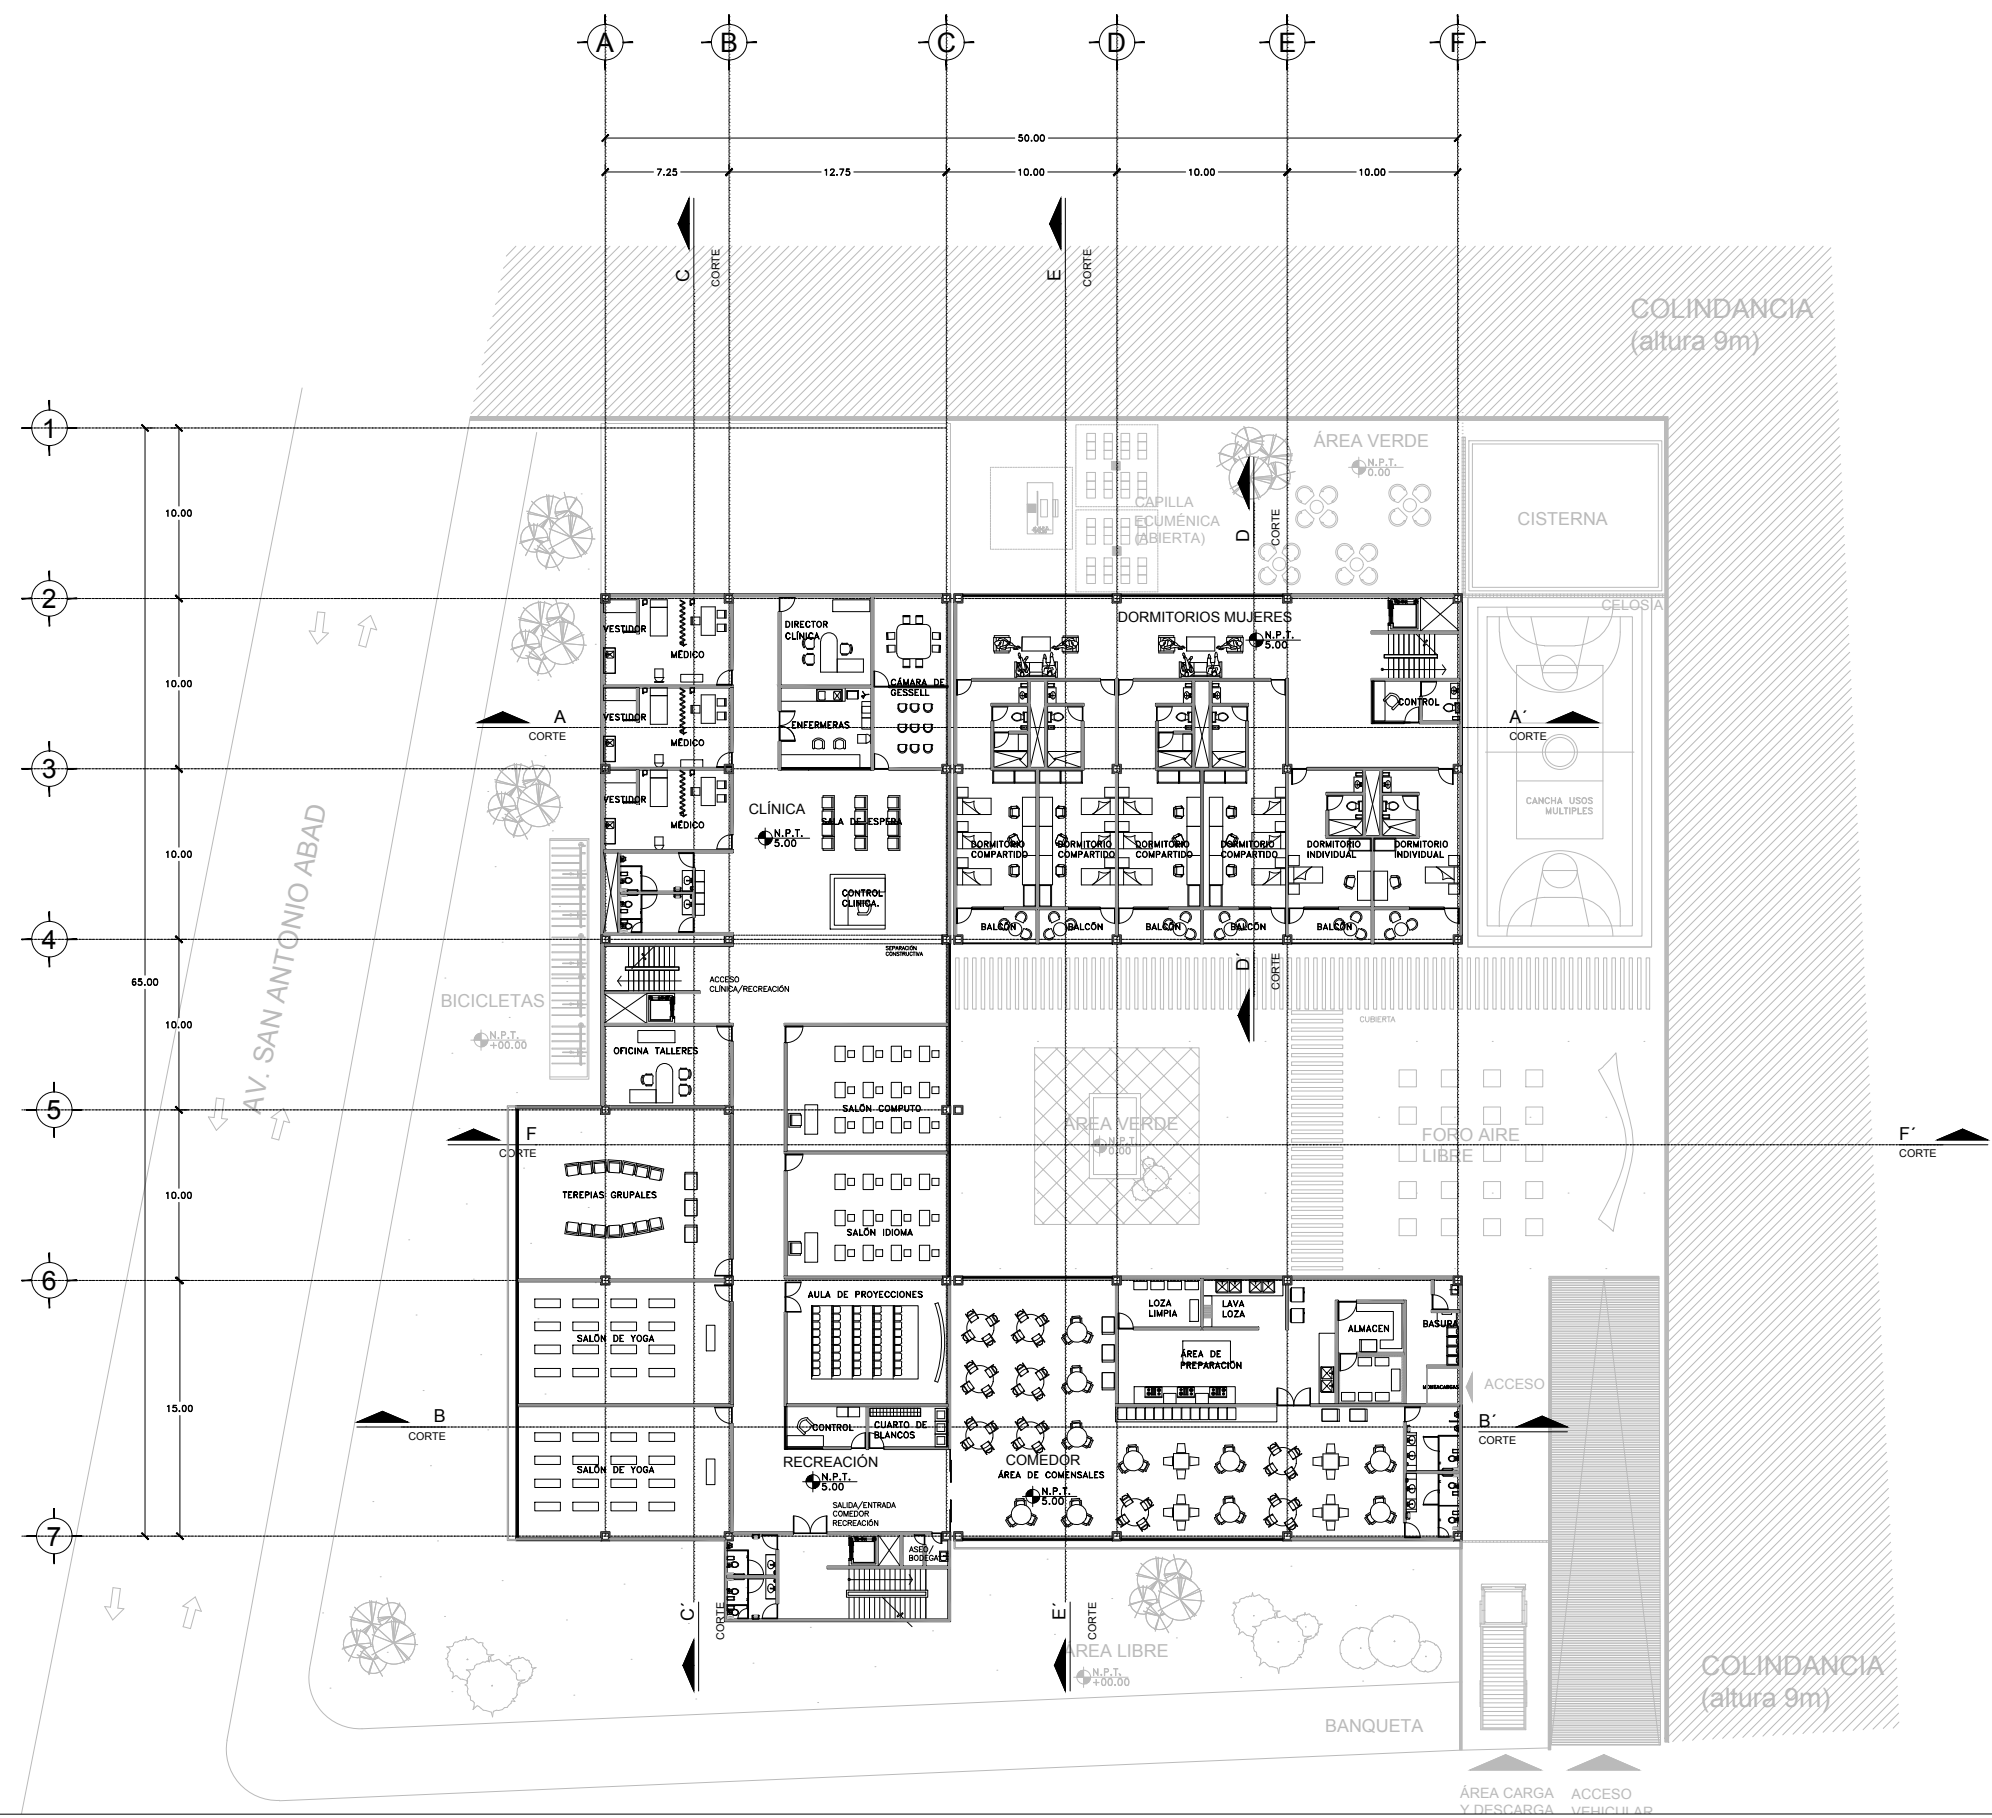 A
B
C
D
E
F
50.00
7.25
12.75
10.00
10.00
10.00
C
CORTE
E
CORTE
COLINDANCIA
(altura 9m)
1
ÁREA VERDE
N.P.T.
0.00
CAPILLA
ECUMÉNICA
(ABIERTA)
D
CORTE
CISTERNA
10.00
2
CELOSIA
VESTIDOR
MÉDICO
DIRECTOR
CLÍNICA
DORMITORIOS MUJERES
N.P.T.
5.00
10.00
CÁMARA DE
GESSELL
CONTROL
VESTIDOR
MÉDICO
ENFERMERAS
A
CORTE
A´
CORTE
3
VESTIDOR
MÉDICO
CLÍNICA
N.P.T.
5.00
SALA DE ESPERA
CANCHA USOS
MULTIPLES
AV. SAN ANTONIO ABAD
10.00
DORMITORIO
COMPARTIDO
DORMITORIO
COMPARTIDO
DORMITORIO
COMPARTIDO
DORMITORIO
COMPARTIDO
DORMITORIO
INDIVIDUAL
DORMITORIO
INDIVIDUAL
CONTROL
CLINICA.
BALCÓN
BALCÓN
BALCÓN
BALCÓN
BALCÓN
4
SEPARACIÓN
CONSTRUCTIVA
65.00
ACCESO
CLÍNICA/RECREACIÓN
D´
CORTE
BICICLETAS
N.P.T.
+00.00
10.00
CUBIERTA
OFICINA TALLERES
5
SALÓN COMPUTO
ÁREA VERDE
N.P.T.
0.00
FORO AIRE
LIBRE
F
CORTE
F´
CORTE
10.00
TEREPIAS GRUPALES
SALÓN IDIOMA
6
AULA DE PROYECCIONES
LOZA
LIMPIA
LAVA
LOZA
ALMACEN
BASURA
SALÓN DE YOGA
ÁREA DE
PREPARACIÓN
MONTACARGAS
ACCESO
15.00
B
CORTE
B´
CORTE
CONTROL
CUARTO DE
BLANCOS
RECREACIÓN
N.P.T.
5.00
COMEDOR
ÁREA DE COMENSALES
N.P.T.
5.00
SALÓN DE YOGA
SALIDA/ENTRADA
COMEDOR
RECREACIÓN
7
ASEO/
BODEGA
C´
CORTE
E´
CORTE
ÁREA LIBRE
N.P.T.
+00.00
COLINDANCIA
(altura 9m)
BANQUETA
ÁREA CARGA
Y DESCARGA
ACCESO
VEHICULAR